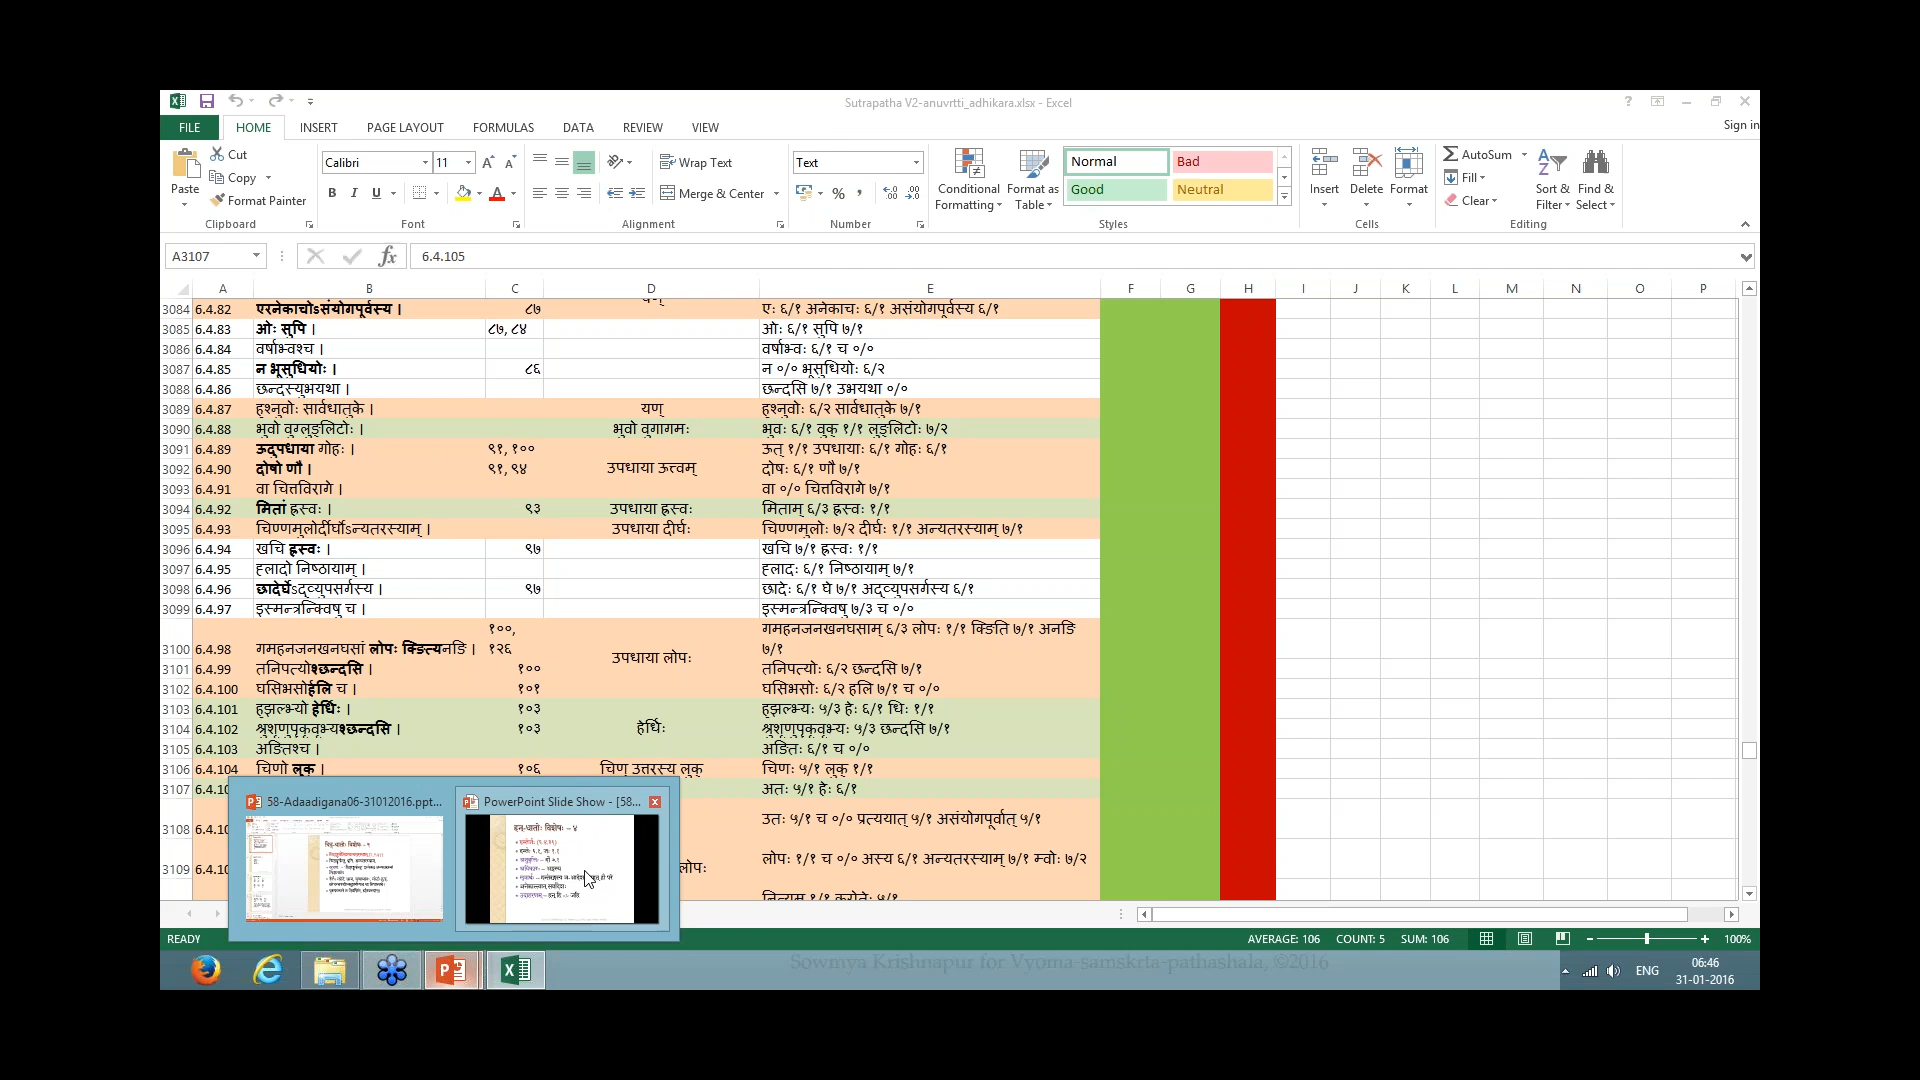 Sutrapatha V2-anuvrtti_adhikara.xlsx - Excel
FILE HOME INSERT PAGE LAYOUT FORMULAS DATA REVIEW VIEW Sign in
Cut
Copy
Format Painter
Paste
Clipboard
Calibri 11
Font
Wrap Text
Merge & Center
Alignment
Text
Number
Conditional Formatting
Format as Table
Normal Bad
Good Neutral
Styles
Insert Delete Format
Cells
AutoSum
Fill
Clear
Sort & Filter
Find & Select
Editing
A3107 6.4.105
A B C D E F G H I J K L M N O P
3084 6.4.82 एरनेकाचोऽसंयोगपूर्वस्य । ८७ एः ६/१ अनेकाचः ६/१ असंयोगपूर्वस्य ६/१
3085 6.4.83 ओः सुपि । ८७, ८४ ओः ६/१ सुपि ७/१
3086 6.4.84 वर्षाभ्वश्च । वर्षाभ्वः ६/१ च ०/०
3087 6.4.85 न भूसुधियोः । ८६ न ०/० भूसुधियोः ६/२
3088 6.4.86 छन्दस्युभयथा । छन्दसि ७/१ उभयथा ०/०
3089 6.4.87 हुश्नुवोः सार्वधातुके । यण् हुश्नुवोः ६/२ सार्वधातुके ७/१
3090 6.4.88 भुवो वुग्लुङ्लिटोः । भुवो वुगागमः भुवः ६/१ वुक् १/१ लुङ्लिटोः ७/२
3091 6.4.89 ऊदुपधाया गोहः । ९१, १०० ऊत् १/१ उपधायाः ६/१ गोहः ६/१
3092 6.4.90 दोषो णौ । ९१, ९४ उपधाया ऊत्त्वम् दोषः ६/१ णौ ७/१
3093 6.4.91 वा चित्तविरागे । वा ०/० चित्तविरागे ७/१
3094 6.4.92 मितां ह्रस्वः । ९३ उपधाया ह्रस्वः मिताम् ६/३ ह्रस्वः १/१
3095 6.4.93 चिण्णमुलोर्दीर्घोऽन्यतरस्याम् । उपधाया दीर्घः चिण्णमुलोः ७/२ दीर्घः १/१ अन्यतरस्याम् ७/१
3096 6.4.94 खचि ह्रस्वः । ९७ खचि ७/१ ह्रस्वः १/१
3097 6.4.95 ह्लादो निष्ठायाम् । ह्लादः ६/१ निष्ठायाम् ७/१
3098 6.4.96 छादेर्घेऽद्व्युपसर्गस्य । ९७ छादेः ६/१ घे ७/१ अद्व्युपसर्गस्य ६/१
3099 6.4.97 इस्मन्त्रन्क्विषु च । इस्मन्त्रन्क्विषु ७/३ च ०/०
3100 6.4.98 गमहनजनखनघसां लोपः क्ङित्यनङि । १००, १२६ गमहनजनखनघसाम् ६/३ लोपः १/१ क्ङिति ७/१ अनङि ७/१
3101 6.4.99 तनिपत्योश्छन्दसि । १०० उपधाया लोपः तनिपत्योः ६/२ छन्दसि ७/१
3102 6.4.100 घसिभसोर्हलि च । १०१ घसिभसोः ६/२ हलि ७/१ च ०/०
3103 6.4.101 हुझल्भ्यो हेर्धिः । १०३ हुझल्भ्यः ५/३ हेः ६/१ धिः १/१
3104 6.4.102 श्रुशृणुपॄकृवृभ्यश्छन्दसि । १०३ हेर्धिः श्रुशृणुपॄकृवृभ्यः ५/३ छन्दसि ७/१
3105 6.4.103 अङितश्च । अङितः ६/१ च ०/०
3106 6.4.104 चिणो लुक् । १०६ चिण् उत्तरस्य लुक् चिणः ५/१ लुक् १/१
3107 6.4.10 अतः ५/१ हेः ६/१
3108 6.4.10 उतः ५/१ च ०/० प्रत्ययात् ५/१ असंयोगपूर्वात् ५/१
3109 6.4.10 लोपः लोपः १/१ च ०/० अस्य ६/१ अन्यतरस्याम् ७/१ म्वोः ७/२
नित्यम् १/१ करोतेः ५/१
58-Adaadigana06-31012016.ppt...
PowerPoint Slide Show - [58...
हन्-धातोः विशेषः – ४
READY AVERAGE: 106 COUNT: 5 SUM: 106 100%
Sowmya Krishnapur for Vyoma-samskrta-pathashala, ©2016
ENG 06:46
31-01-2016